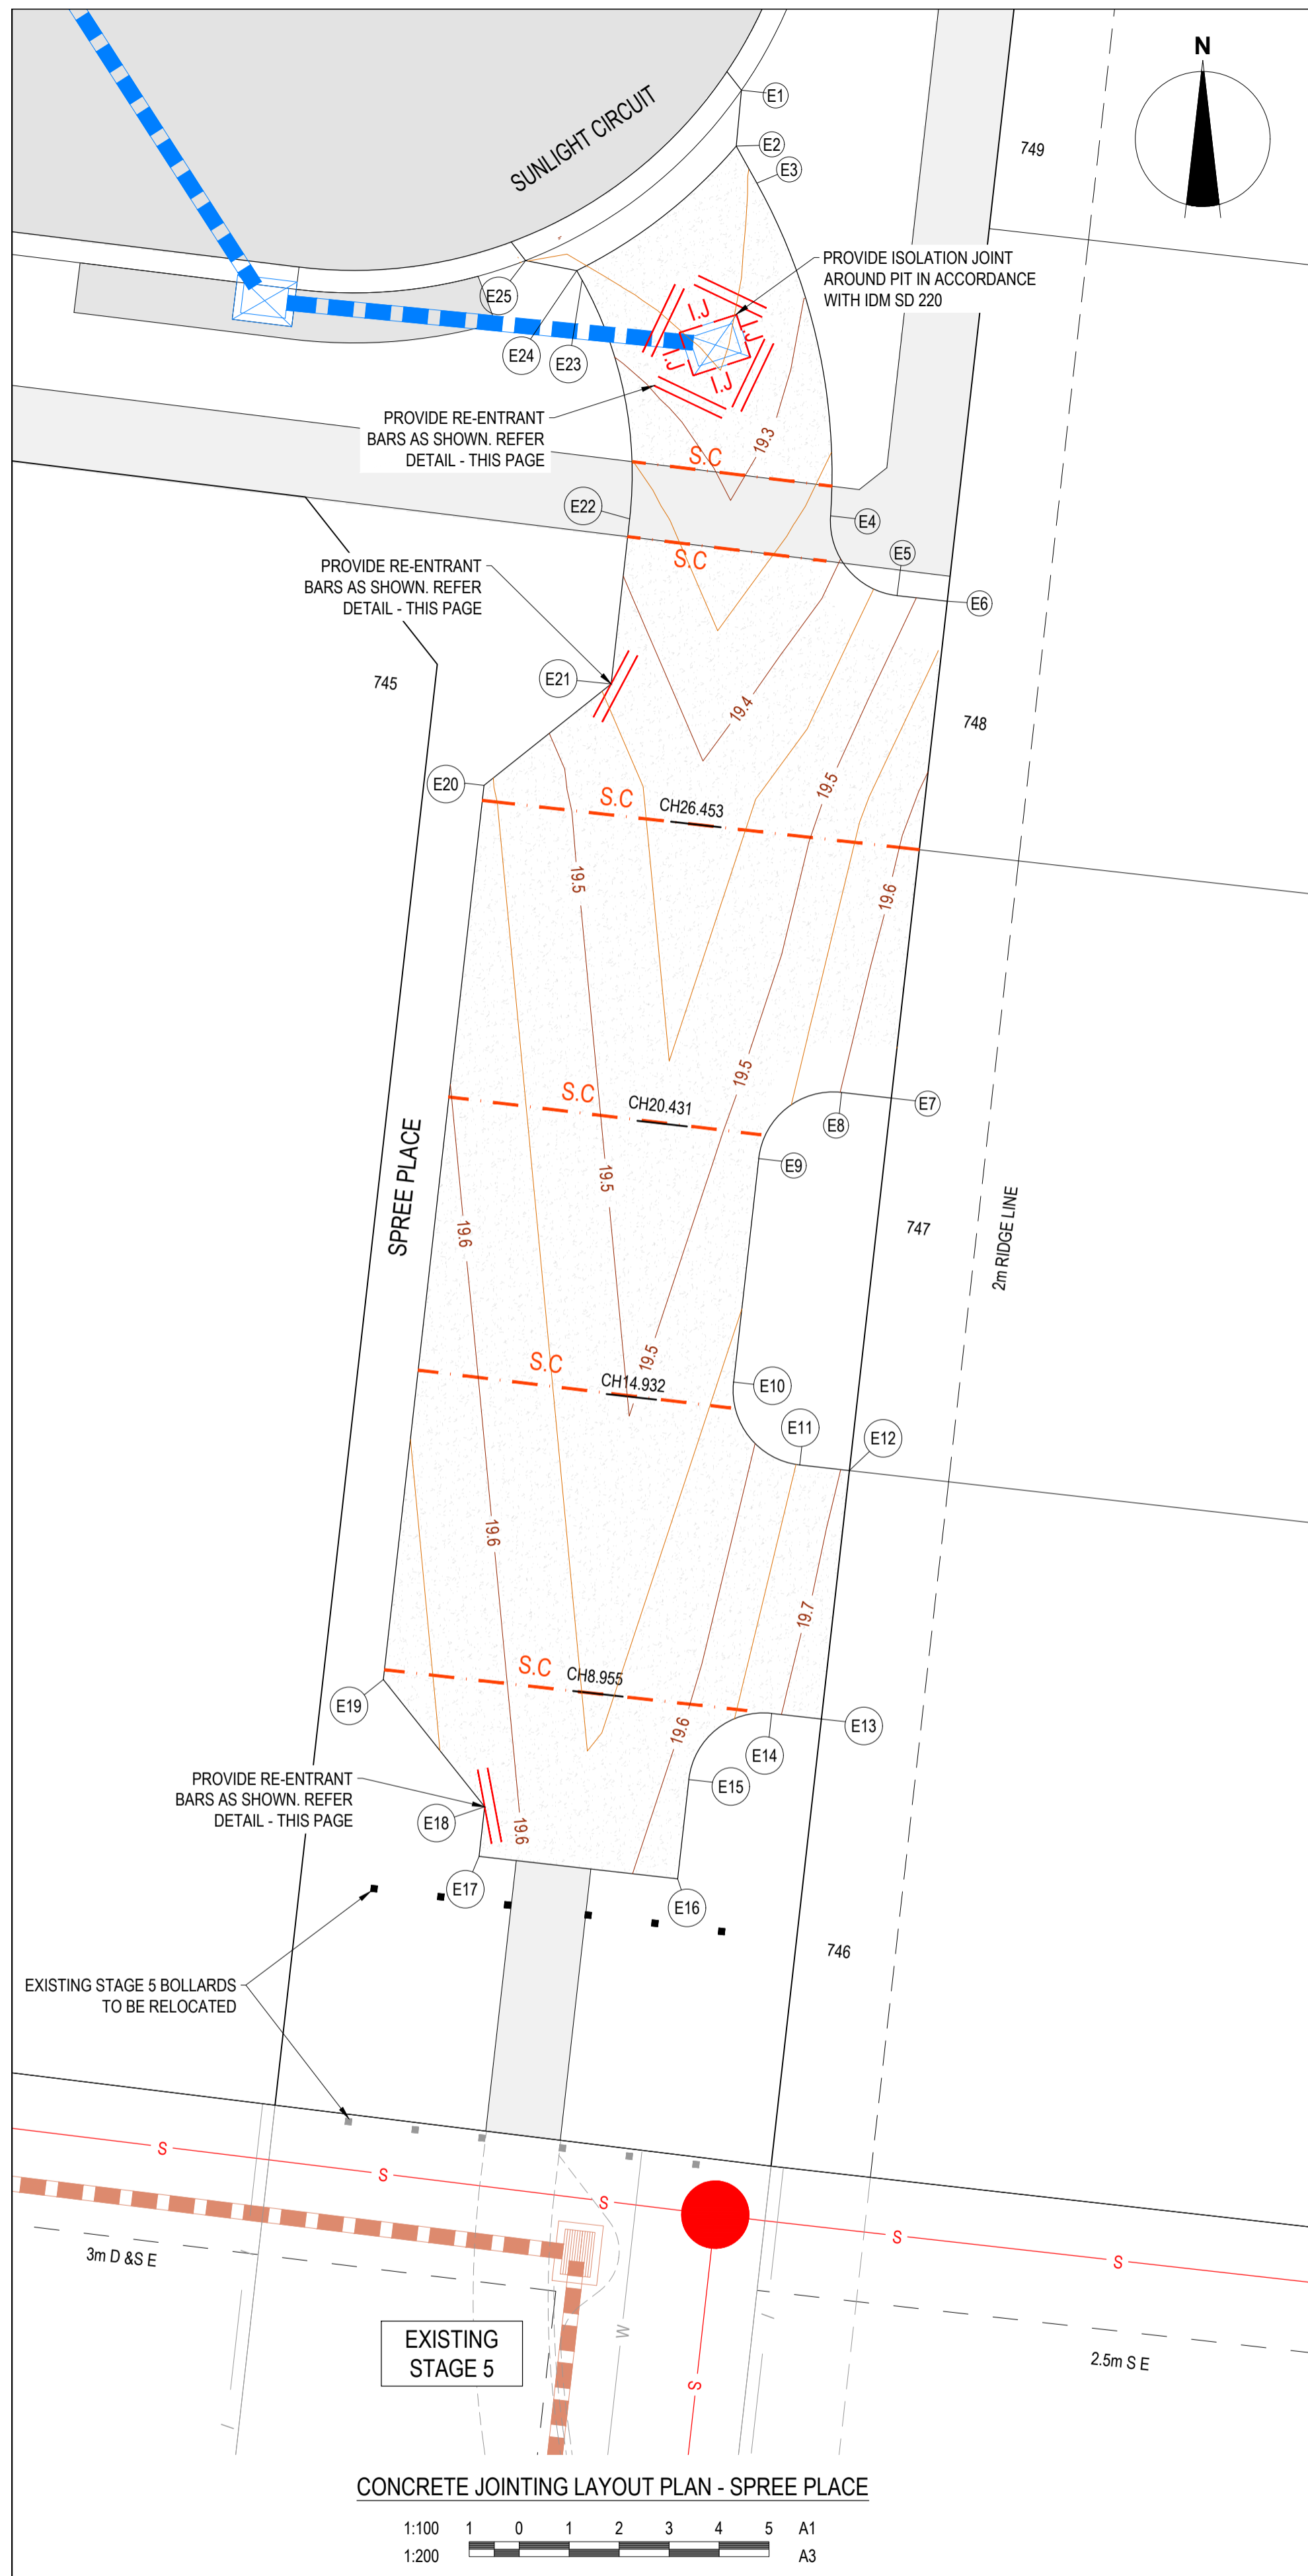 N
SUNLIGHT CIRCUIT
E1
E2
E3
749
PROVIDE ISOLATION JOINT
AROUND PIT IN ACCORDANCE
WITH IDM SD 220
E25
I.J
I.J
I.J
I.J
E24
E23
PROVIDE RE-ENTRANT
BARS AS SHOWN. REFER
DETAIL - THIS PAGE
19.3
S.C
E22
E4
S.C
E5
PROVIDE RE-ENTRANT
BARS AS SHOWN. REFER
DETAIL - THIS PAGE
E6
E21
745
19.4
748
E20
S.C
CH26.453
19.5
19.5
19.6
19.5
S.C
CH20.431
E7
E8
SPREE PLACE
E9
19.5
19.6
747
2m RIDGE LINE
19.5
S.C
CH14.932
E10
E11
E12
19.6
19.7
S.C
CH8.955
E19
19.6
E13
E14
PROVIDE RE-ENTRANT
BARS AS SHOWN. REFER
DETAIL - THIS PAGE
E15
E18
19.6
E17
E16
746
EXISTING STAGE 5 BOLLARDS
TO BE RELOCATED
S
S
S
S
S
3m D &S E
EXISTING
STAGE 5
W
S
2.5m S E
CONCRETE JOINTING LAYOUT PLAN - SPREE PLACE
1:100 1 0 1 2 3 4 5 A1
1:200 A3